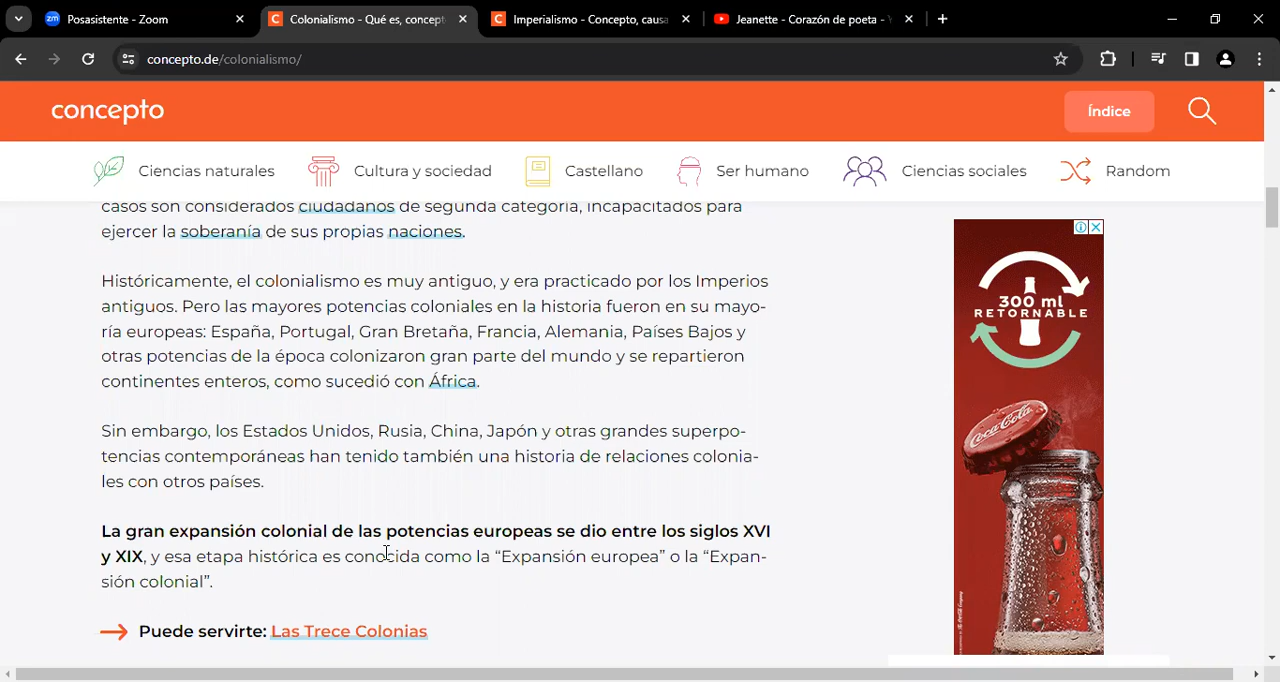 Posasistente - Zoom
Colonialismo - Qué es, concept
Imperialismo - Concepto, causa
Jeanette - Corazón de poeta -
concepto.de/colonialismo/
concepto
Índice
Ciencias naturales
Cultura y sociedad
Castellano
Ser humano
Ciencias sociales
Random
casos son considerados ciudadanos de segunda categoría, incapacitados para
ejercer la soberanía de sus propias naciones.
Históricamente, el colonialismo es muy antiguo, y era practicado por los Imperios
antiguos. Pero las mayores potencias coloniales en la historia fueron en su mayo-
ría europeas: España, Portugal, Gran Bretaña, Francia, Alemania, Países Bajos y
otras potencias de la época colonizaron gran parte del mundo y se repartieron
continentes enteros, como sucedió con África.
Sin embargo, los Estados Unidos, Rusia, China, Japón y otras grandes superpo-
tencias contemporáneas han tenido también una historia de relaciones colonia-
les con otros países.
La gran expansión colonial de las potencias europeas se dio entre los siglos XVI
y XIX, y esa etapa histórica es conocida como la “Expansión europea” o la “Expan-
sión colonial”.
Puede servirte: Las Trece Colonias
300 ml
RETORNABLE
Coca-Cola